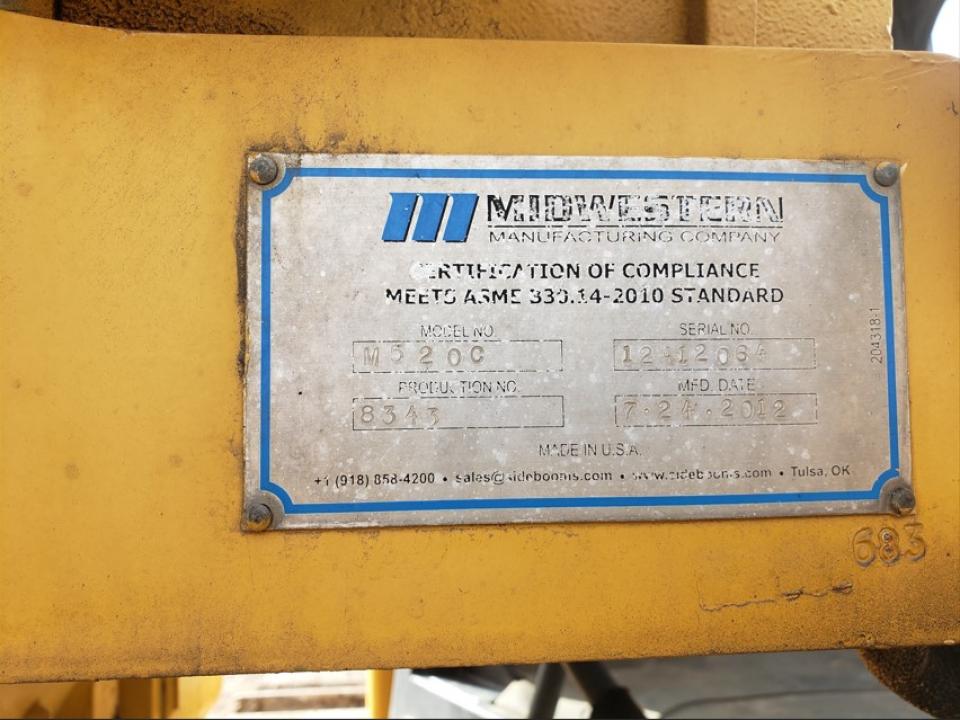 MIDWESTERN
MANUFACTURING COMPANY
CERTIFICATION OF COMPLIANCE
MEETS ASME B30.14-2010 STANDARD
MODEL NO. SERIAL NO.
M520C 12412064
PRODUCTION NO. MFD. DATE
8343 7.24.2012
MADE IN U.S.A.
+1 (918) 858-4200 • sales@sidebooms.com • www.sidebooms.com • Tulsa, OK
204318-1
683